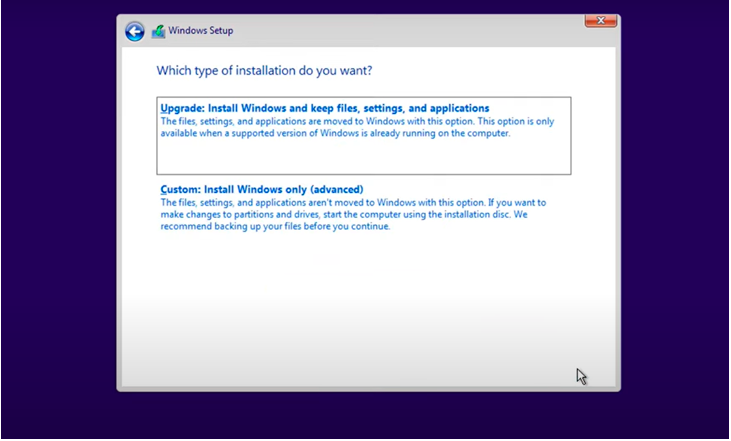 Windows Setup
Which type of installation do you want?
Upgrade: Install Windows and keep files, settings, and applications
The files, settings, and applications are moved to Windows with this option. This option is only
available when a supported version of Windows is already running on the computer.
Custom: Install Windows only (advanced)
The files, settings, and applications aren't moved to Windows with this option. If you want to
make changes to partitions and drives, start the computer using the installation disc. We
recommend backing up your files before you continue.